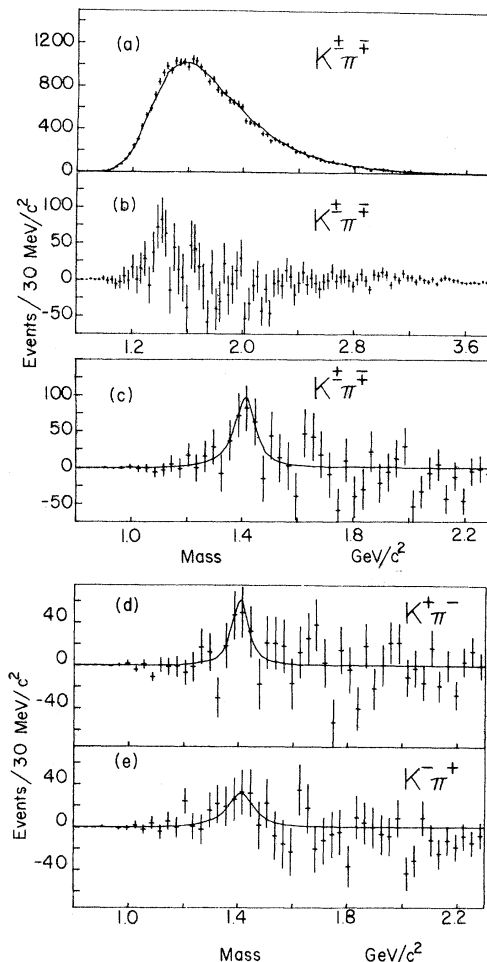 1200
800
400
0
(a)
K±π∓
100
50
0
-50
(b)
K±π∓
1.2
2.0
2.8
3.6
Events / 30 MeV/c²
100
50
0
-50
(c)
K±π∓
1.0
1.4
1.8
2.2
Mass GeV/c²
40
0
-40
(d)
K⁺π⁻
40
0
-40
(e)
K⁻π⁺
Events / 30 MeV/c²
1.0
1.4
1.8
2.2
Mass GeV/c²